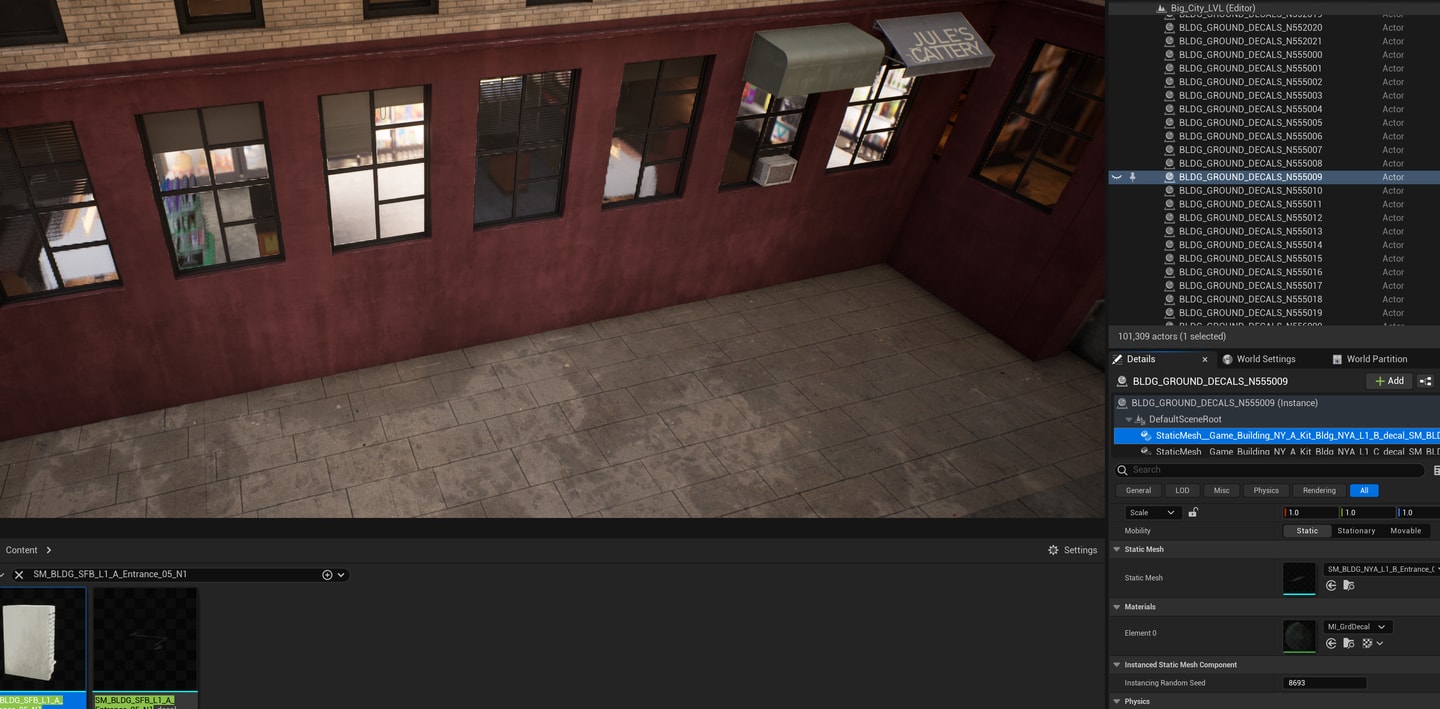 JULE'S
CATTERY
Big_City_LVL (Editor)
BLDG_GROUND_DECALS_N552019 Actor
BLDG_GROUND_DECALS_N552020 Actor
BLDG_GROUND_DECALS_N552021 Actor
BLDG_GROUND_DECALS_N555000 Actor
BLDG_GROUND_DECALS_N555001 Actor
BLDG_GROUND_DECALS_N555002 Actor
BLDG_GROUND_DECALS_N555003 Actor
BLDG_GROUND_DECALS_N555004 Actor
BLDG_GROUND_DECALS_N555005 Actor
BLDG_GROUND_DECALS_N555006 Actor
BLDG_GROUND_DECALS_N555007 Actor
BLDG_GROUND_DECALS_N555008 Actor
BLDG_GROUND_DECALS_N555009 Actor
BLDG_GROUND_DECALS_N555010 Actor
BLDG_GROUND_DECALS_N555011 Actor
BLDG_GROUND_DECALS_N555012 Actor
BLDG_GROUND_DECALS_N555013 Actor
BLDG_GROUND_DECALS_N555014 Actor
BLDG_GROUND_DECALS_N555015 Actor
BLDG_GROUND_DECALS_N555016 Actor
BLDG_GROUND_DECALS_N555017 Actor
BLDG_GROUND_DECALS_N555018 Actor
BLDG_GROUND_DECALS_N555019 Actor
101,309 actors (1 selected)
Details World Settings World Partition
BLDG_GROUND_DECALS_N555009 Add
BLDG_GROUND_DECALS_N555009 (Instance)
DefaultSceneRoot
StaticMesh__Game_Building_NY_A_Kit_Bldg_NYA_L1_B_decal_SM_BLD
StaticMesh__Game_Building_NY_A_Kit_Bldg_NYA_L1_C_decal_SM_BLD
Search
General LOD Misc Physics Rendering All
Scale 1.0 1.0 1.0
Mobility Static Stationary Movable
Static Mesh
Static Mesh SM_BLDG_NYA_L1_B_Entrance_
Materials
Element 0 MI_GrdDecal
Instanced Static Mesh Component
Instancing Random Seed 8693
Physics
Content Settings
SM_BLDG_SFB_L1_A_Entrance_05_N1
BLDG_SFB_L1_A_ SM_BLDG_SFB_L1_A_
Entrance_05_N1_decal